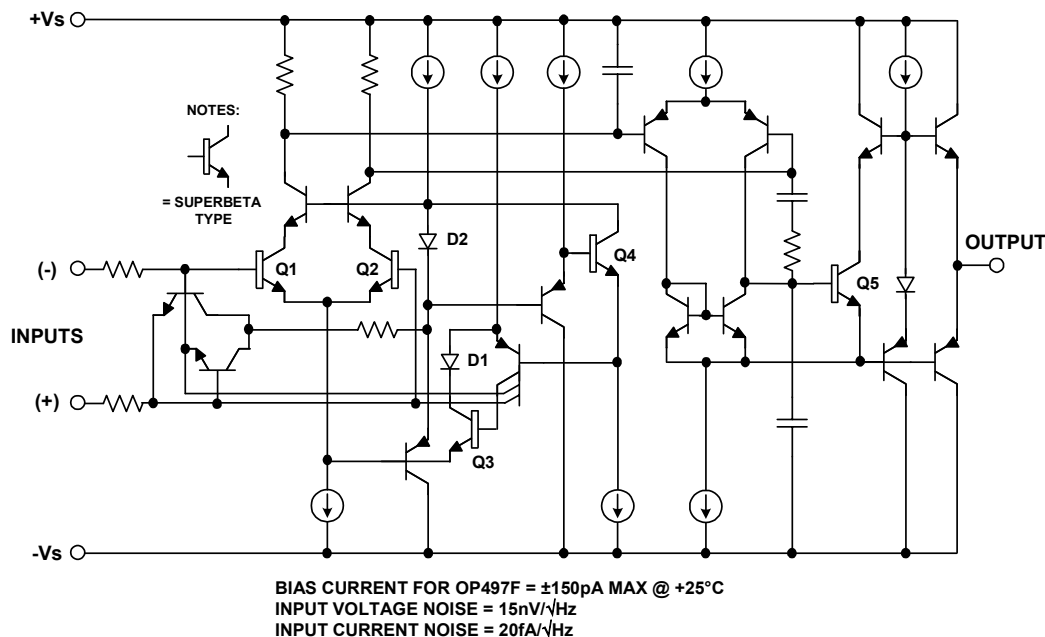 +Vs
NOTES:
= SUPERBETA
TYPE
D2
Q4
OUTPUT
(-)
Q1
Q2
Q5
INPUTS
D1
(+)
Q3
-Vs
BIAS CURRENT FOR OP497F = ±150pA MAX @ +25°C
INPUT VOLTAGE NOISE = 15nV/√Hz
INPUT CURRENT NOISE = 20fA/√Hz